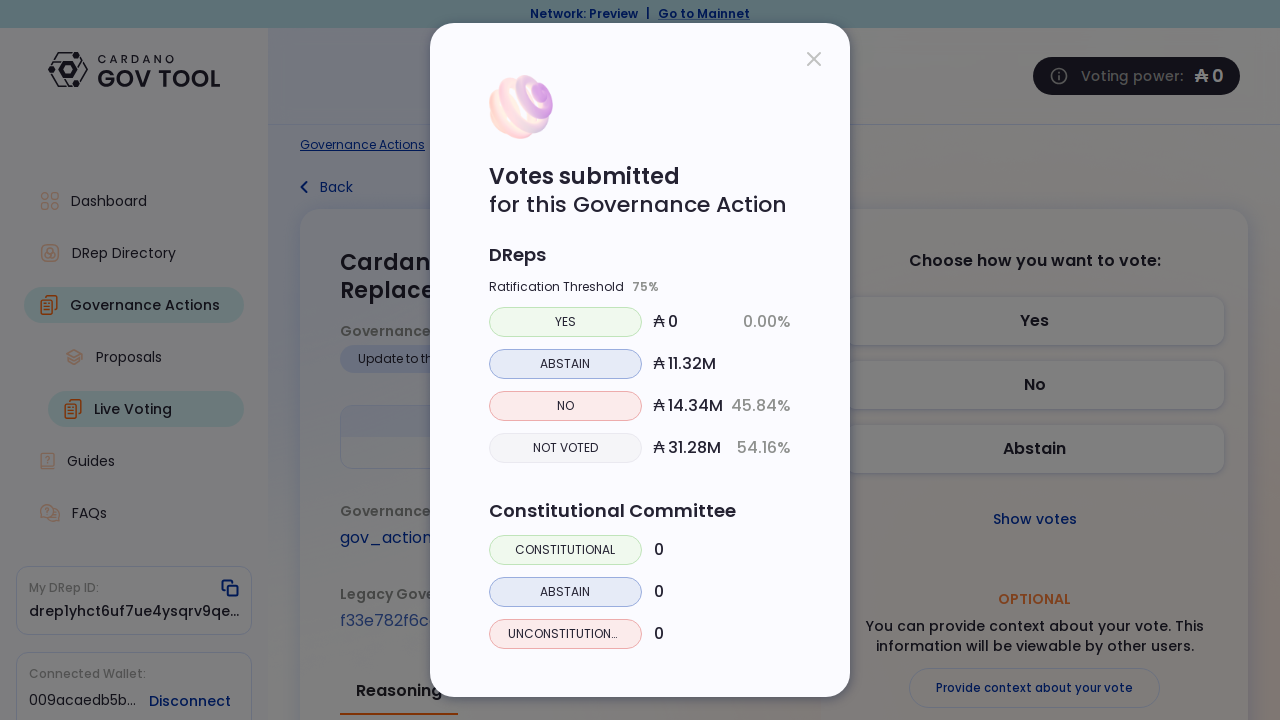 Network: Preview | Go to Mainnet
CARDANO
GOV TOOL
Voting power: ₳ 0
Governance Actions
Back
Dashboard
DRep Directory
Governance Actions
Proposals
Live Voting
Guides
FAQs
My DRep ID:
drep1yhct6uf7ue4ysqrv9qe...
Connected Wallet:
009acaedb5b... Disconnect
Cardan
Replace
Governance
Update to th
Governance
gov_action
Legacy Gove
f33e782f6c
Reasoning
Votes submitted
for this Governance Action
DReps
Ratification Threshold 75%
YES ₳ 0 0.00%
ABSTAIN ₳ 11.32M
NO ₳ 14.34M 45.84%
NOT VOTED ₳ 31.28M 54.16%
Constitutional Committee
CONSTITUTIONAL 0
ABSTAIN 0
UNCONSTITUTION... 0
Choose how you want to vote:
Yes
No
Abstain
Show votes
OPTIONAL
You can provide context about your vote. This
information will be viewable by other users.
Provide context about your vote